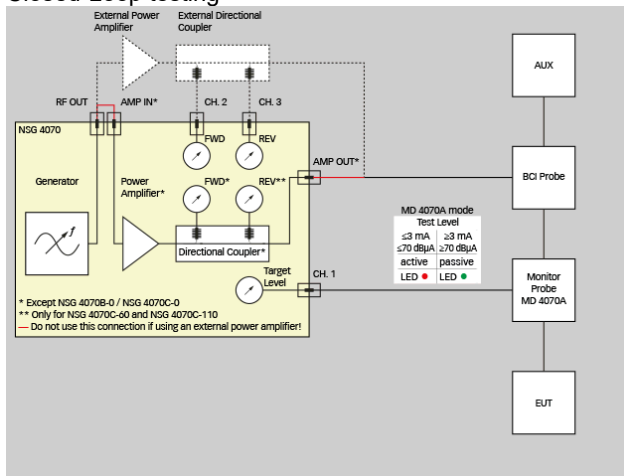 Closed-Loop testing
External Power
Amplifier
External Directional
Coupler
RF OUT
AMP IN*
CH. 2
CH. 3
NSG 4070
FWD
REV
AMP OUT*
Generator
Power
Amplifier*
FWD*
REV**
Directional Coupler*
Target
Level
CH. 1
* Except NSG 4070B-0 / NSG 4070C-0
** Only for NSG 4070C-60 and NSG 4070C-110
— Do not use this connection if using an external power amplifier!
MD 4070A mode
Test Level
≤3 mA ≥3 mA
≤70 dBµA ≥70 dBµA
active passive
LED LED
AUX
BCI Probe
Monitor
Probe
MD 4070A
EUT